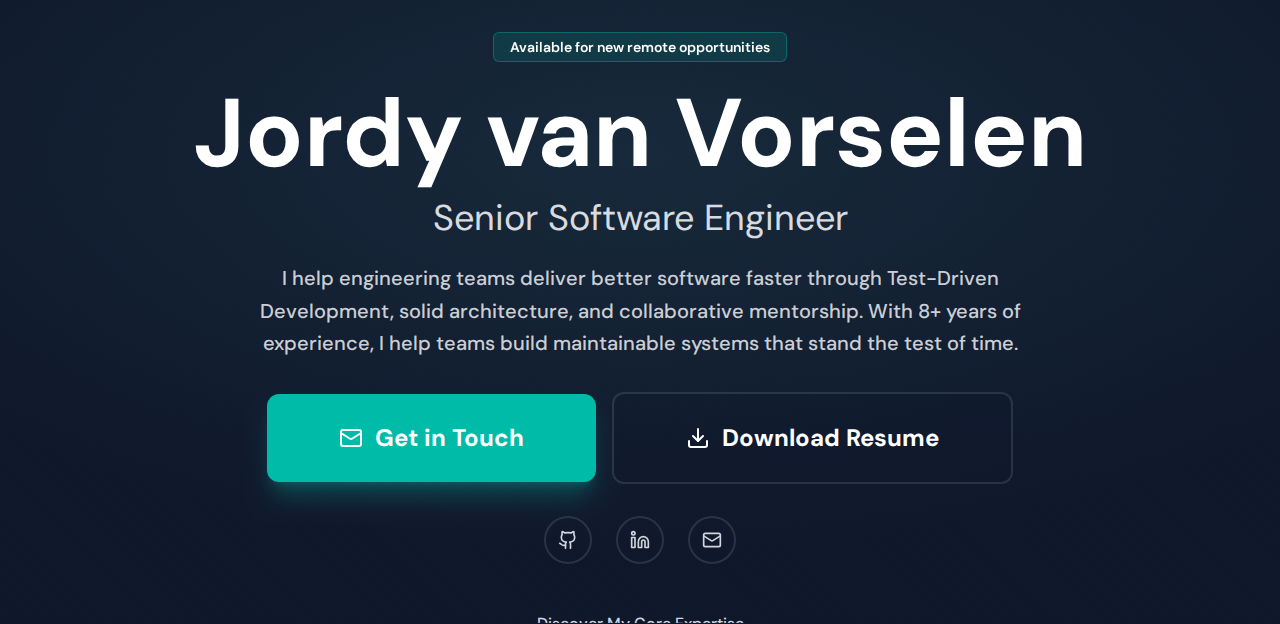 Available for new remote opportunities
Jordy van Vorselen
Senior Software Engineer
I help engineering teams deliver better software faster through Test-Driven
Development, solid architecture, and collaborative mentorship. With 8+ years of
experience, I help teams build maintainable systems that stand the test of time.
Get in Touch
Download Resume
Discover My Core Expertise